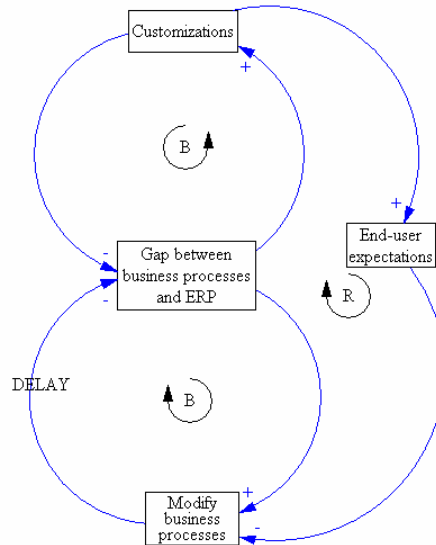 Customizations
+
B
+
End-user
expectations
-
Gap between
business processes
and ERP
-
R
DELAY
B
+
-
Modify
business
processes